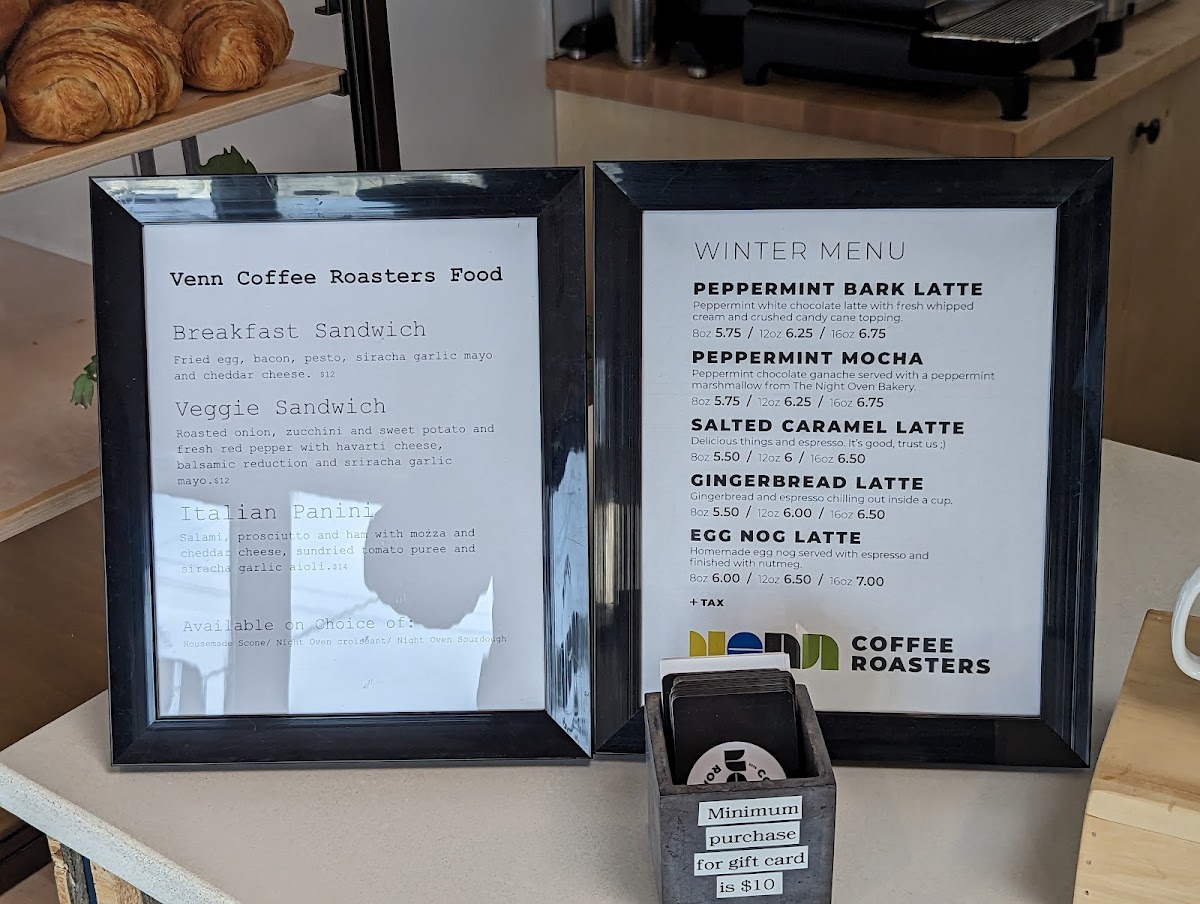 Venn Coffee Roasters Food
Breakfast Sandwich
Fried egg, bacon, pesto, siracha garlic mayo
and cheddar cheese. $12
Veggie Sandwich
Roasted onion, zucchini and sweet potato and
fresh red pepper with havarti cheese,
balsamic reduction and sriracha garlic
mayo.$12
Italian Panini
Salami, prosciutto and ham with mozza and
cheddar cheese, sundried tomato puree and
siracha garlic aioli.$14
Available on Choice of:
Housemade Scone/ Night Oven croissant/ Night Oven Sourdough
WINTER MENU
PEPPERMINT BARK LATTE
Peppermint white chocolate latte with fresh whipped
cream and crushed candy cane topping.
8oz 5.75 / 12oz 6.25 / 16oz 6.75
PEPPERMINT MOCHA
Peppermint chocolate ganache served with a peppermint
marshmallow from The Night Oven Bakery.
8oz 5.75 / 12oz 6.25 / 16oz 6.75
SALTED CARAMEL LATTE
Delicious things and espresso. It's good, trust us ;)
8oz 5.50 / 12oz 6 / 16oz 6.50
GINGERBREAD LATTE
Gingerbread and espresso chilling out inside a cup.
8oz 5.50 / 12oz 6.00 / 16oz 6.50
EGG NOG LATTE
Homemade egg nog served with espresso and
finished with nutmeg.
8oz 6.00 / 12oz 6.50 / 16oz 7.00
+ TAX
venn COFFEE
ROASTERS
Minimum
purchase
for gift card
is $10